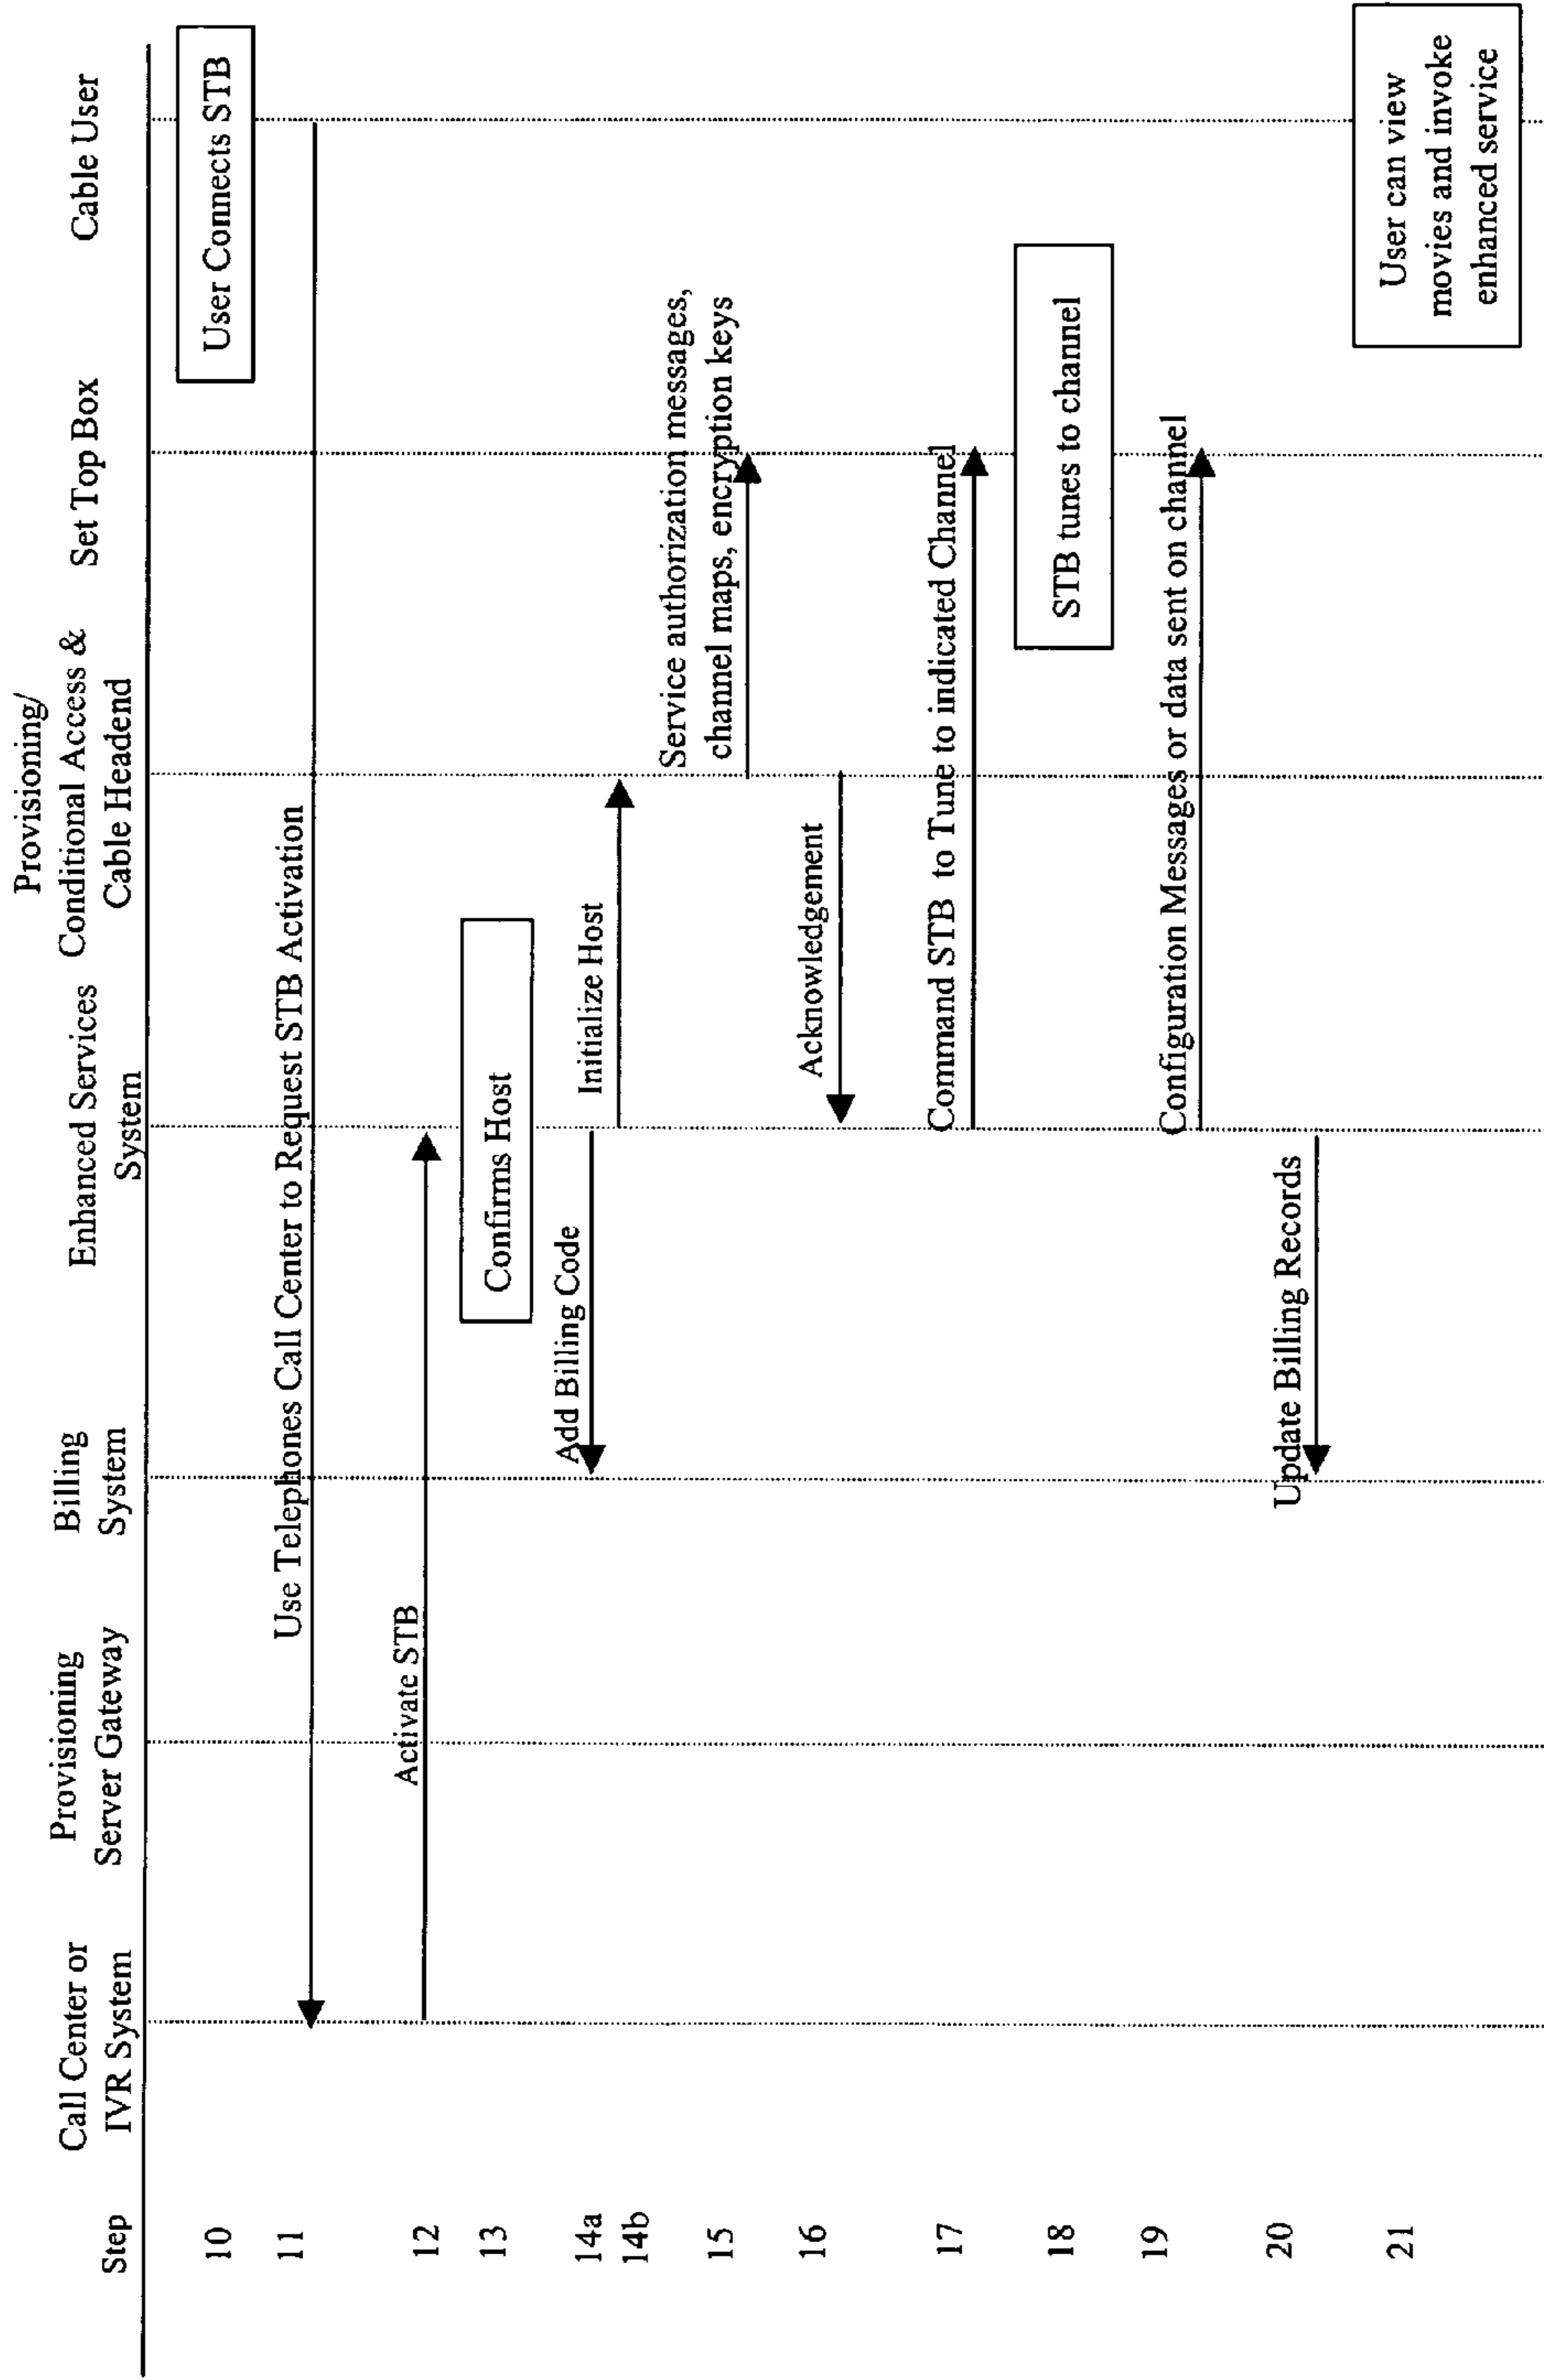 Step
Call Center or
IVR System
Provisioning
Server Gateway
Billing
System
Enhanced Services
System
Provisioning/
Conditional Access &
Cable Headend
Set Top Box
Cable User
10
User Connects STB
11
Use Telephones Call Center to Request STB Activation
12
Activate STB
13
Confirms Host
14a
Add Billing Code
14b
Initialize Host
15
Service authorization messages,
channel maps, encryption keys
16
Acknowledgement
17
Command STB to Tune to indicated Channel
18
STB tunes to channel
19
Configuration Messages or data sent on channel
20
Update Billing Records
21
User can view
movies and invoke
enhanced service